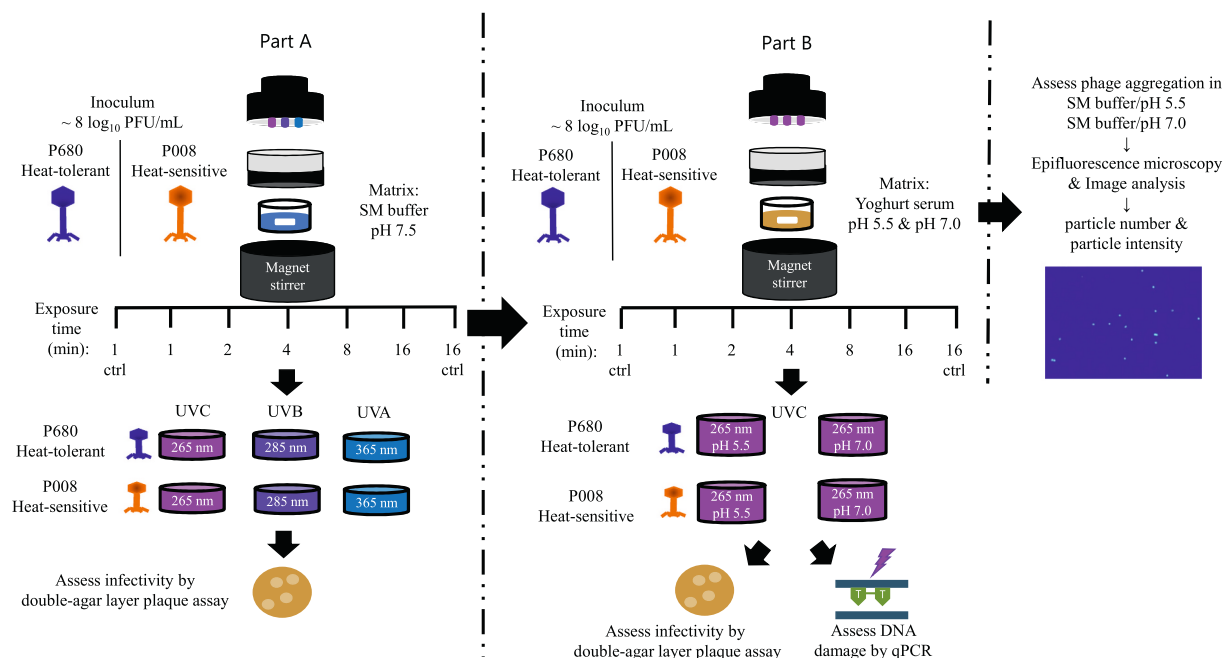 Part A
Inoculum
~ 8 log10 PFU/mL
P680
Heat-tolerant
P008
Heat-sensitive
Matrix:
SM buffer
pH 7.5
Magnet
stirrer
Exposure
time
(min):
1 1 2 4 8 16 16
ctrl ctrl
UVC UVB UVA
P680
Heat-tolerant
265 nm 285 nm 365 nm
P008
Heat-sensitive
265 nm 285 nm 365 nm
Assess infectivity by
double-agar layer plaque assay
Part B
Inoculum
~ 8 log10 PFU/mL
P680
Heat-tolerant
P008
Heat-sensitive
Matrix:
Yoghurt serum
pH 5.5 & pH 7.0
Magnet
stirrer
Exposure
time
(min):
1 1 2 4 8 16 16
ctrl ctrl
UVC
P680
Heat-tolerant
265 nm
pH 5.5
265 nm
pH 7.0
P008
Heat-sensitive
265 nm
pH 5.5
265 nm
pH 7.0
Assess infectivity by
double-agar layer plaque assay
T T
Assess DNA
damage by qPCR
Assess phage aggregation in
SM buffer/pH 5.5
SM buffer/pH 7.0
↓
Epifluorescence microscopy
& Image analysis
↓
particle number &
particle intensity